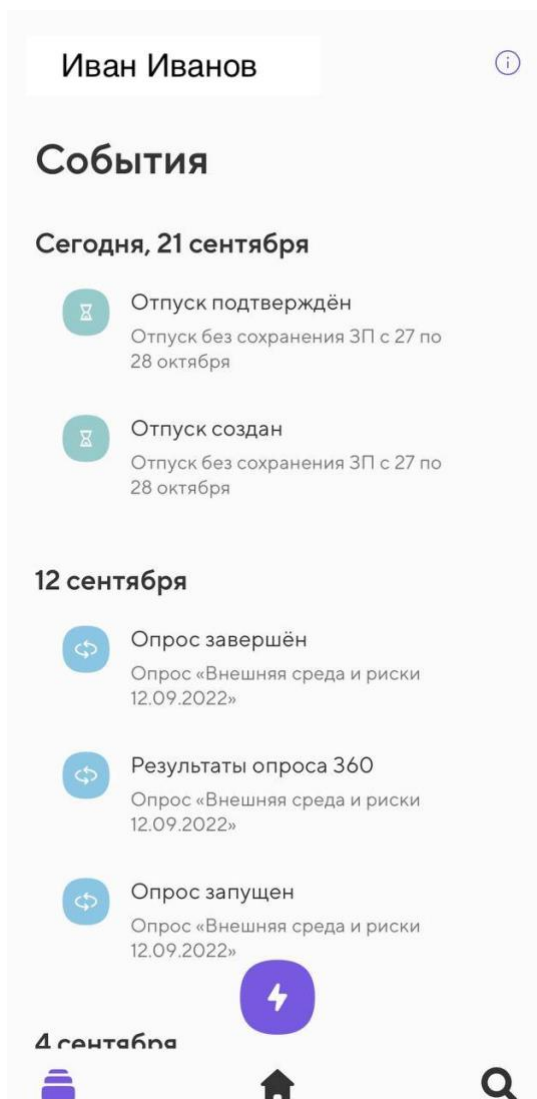 Иван Иванов
События
Сегодня, 21 сентября
Отпуск подтверждён
Отпуск без сохранения ЗП с 27 по
28 октября
Отпуск создан
Отпуск без сохранения ЗП с 27 по
28 октября
12 сентября
Опрос завершён
Опрос «Внешняя среда и риски
12.09.2022»
Результаты опроса 360
Опрос «Внешняя среда и риски
12.09.2022»
Опрос запущен
Опрос «Внешняя среда и риски
12.09.2022»
4 сентября